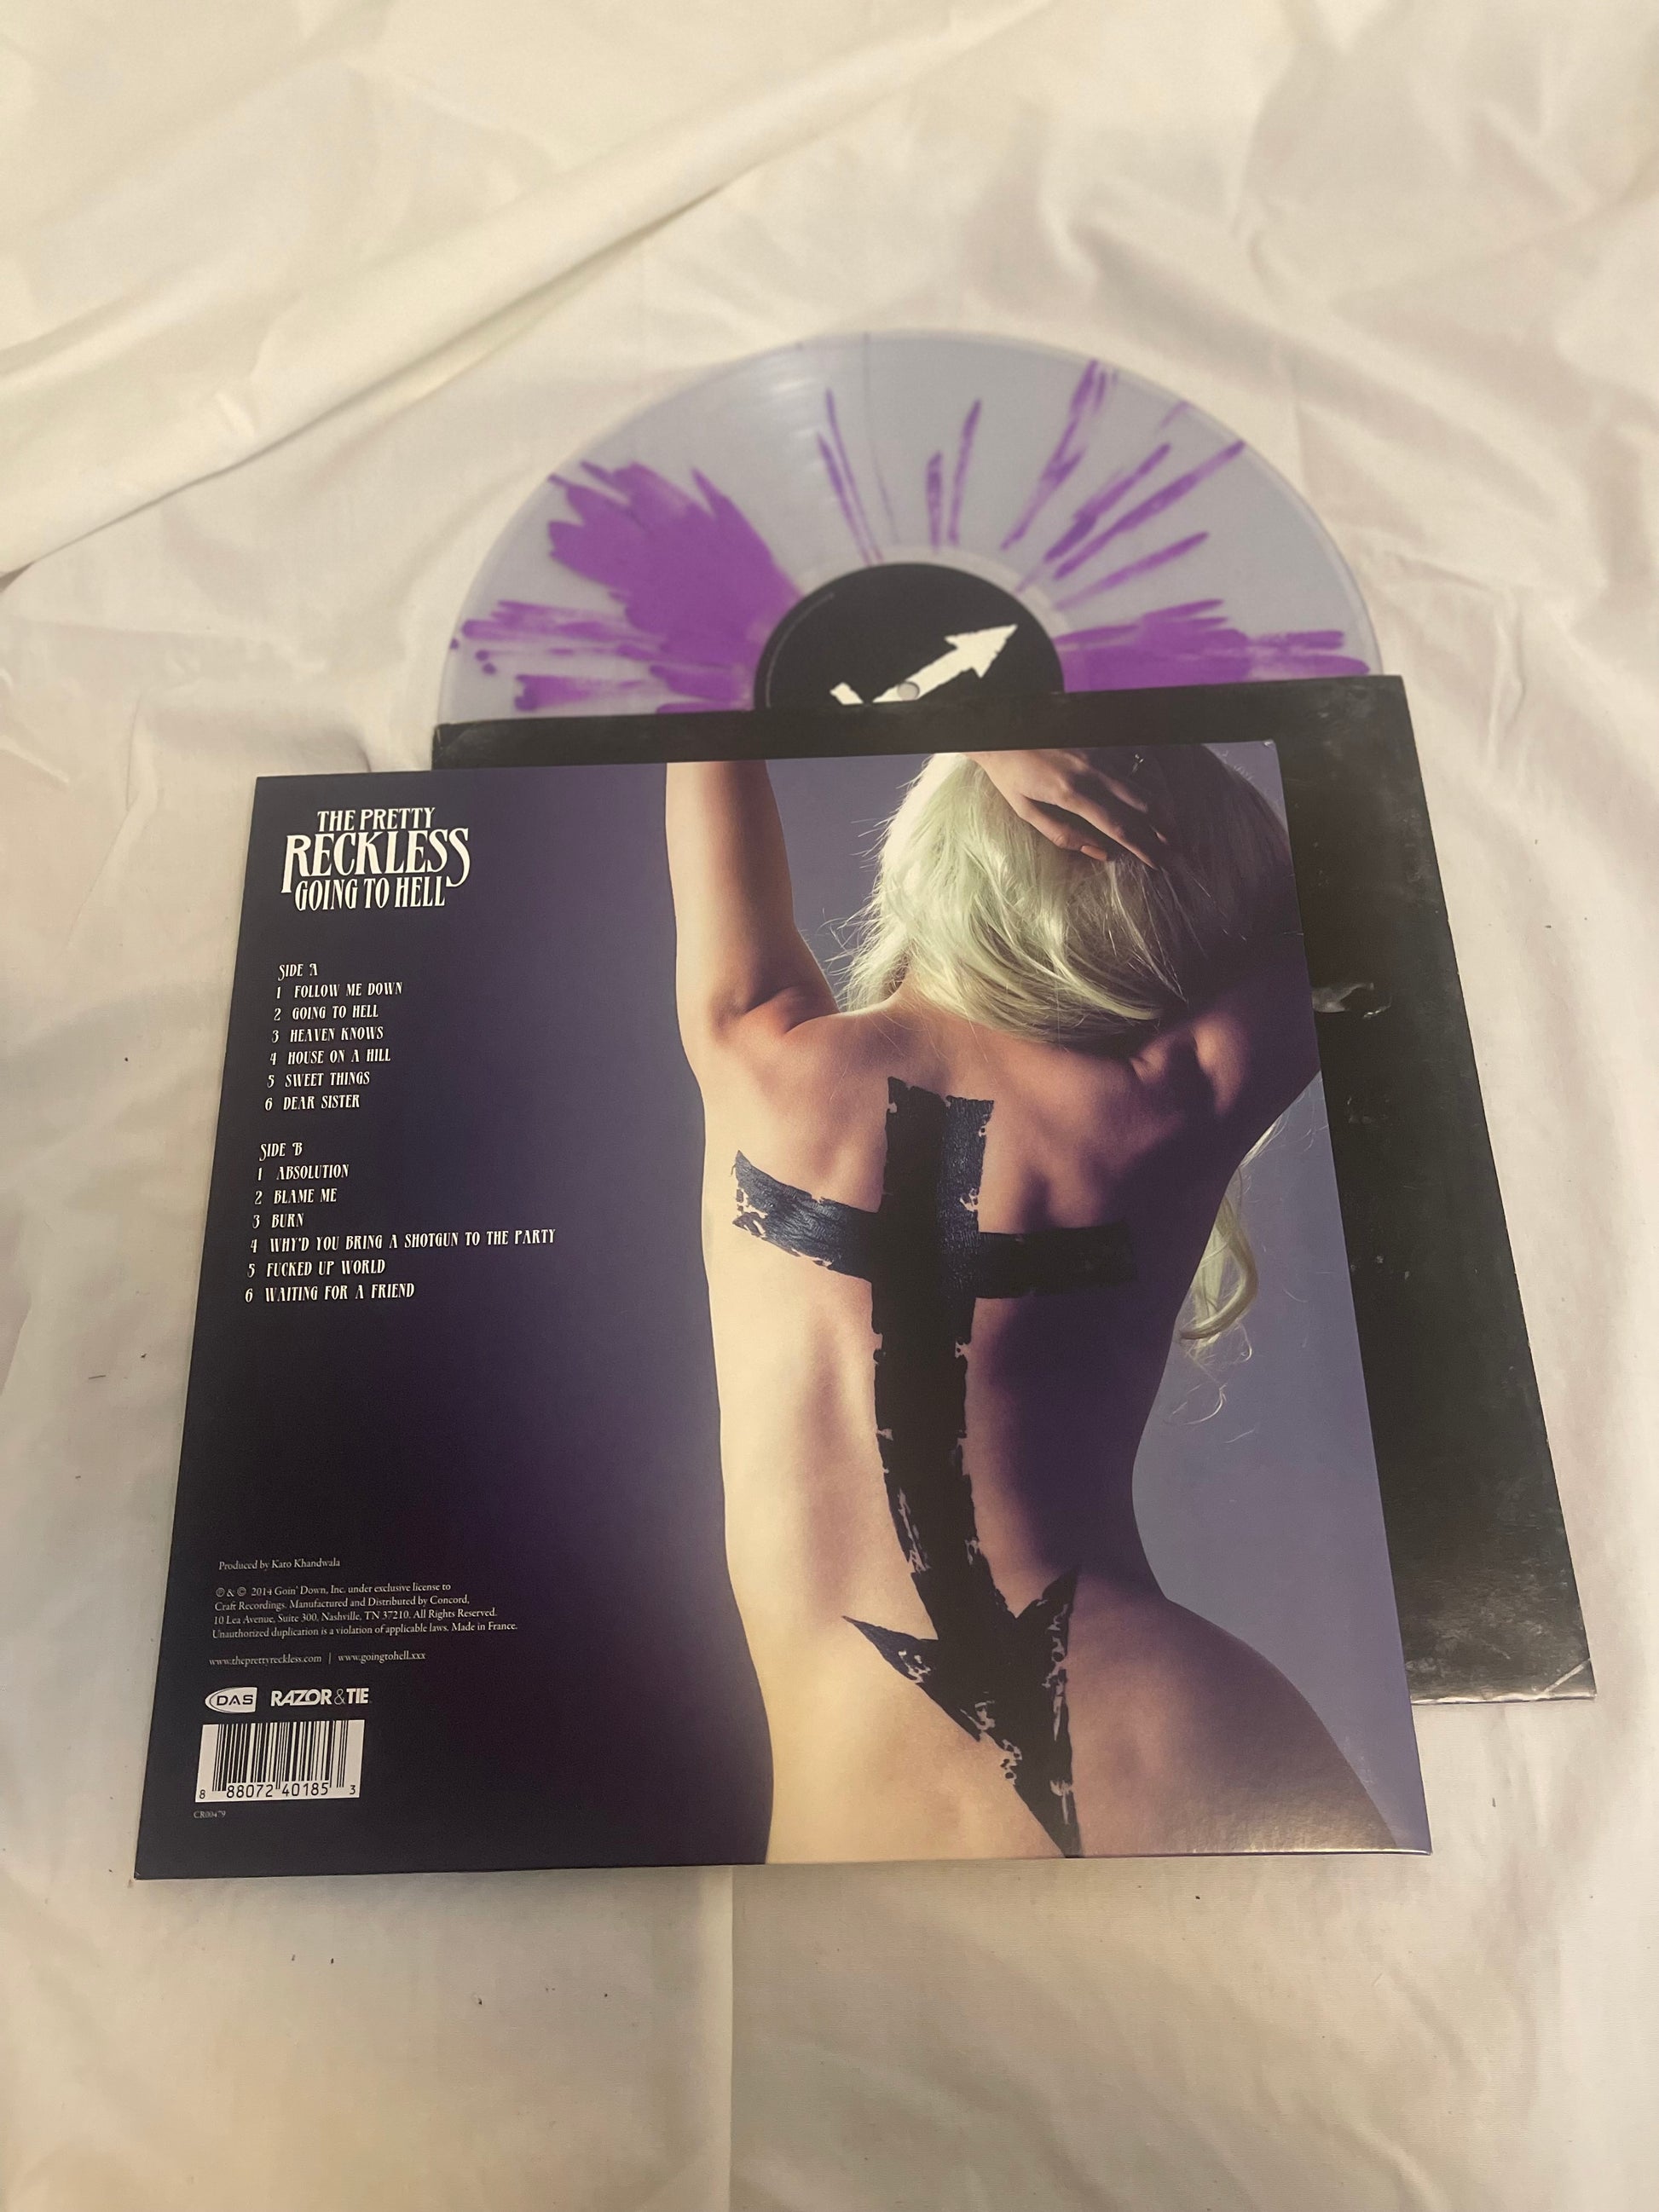 THE PRETTY
RECKLESS
GOING TO HELL
SIDE A
1 FOLLOW ME DOWN
2 GOING TO HELL
3 HEAVEN KNOWS
4 HOUSE ON A HILL
5 SWEET THINGS
6 DEAR SISTER
SIDE B
1 ABSOLUTION
2 BLAME ME
3 BURN
4 WHY'D YOU BRING A SHOTGUN TO THE PARTY
5 FUCKED UP WORLD
6 WAITING FOR A FRIEND
Produced by Kato Khandwala
℗ & © 2014 Goin' Down, Inc. under exclusive license to
Craft Recordings. Manufactured and Distributed by Concord,
10 Lea Avenue, Suite 300, Nashville, TN 37210. All Rights Reserved.
Unauthorized duplication is a violation of applicable laws. Made in France.
www.theprettyreckless.com | www.goingtohell.xxx
DAS RAZOR & TIE
8 88072 40185 3
CR00479